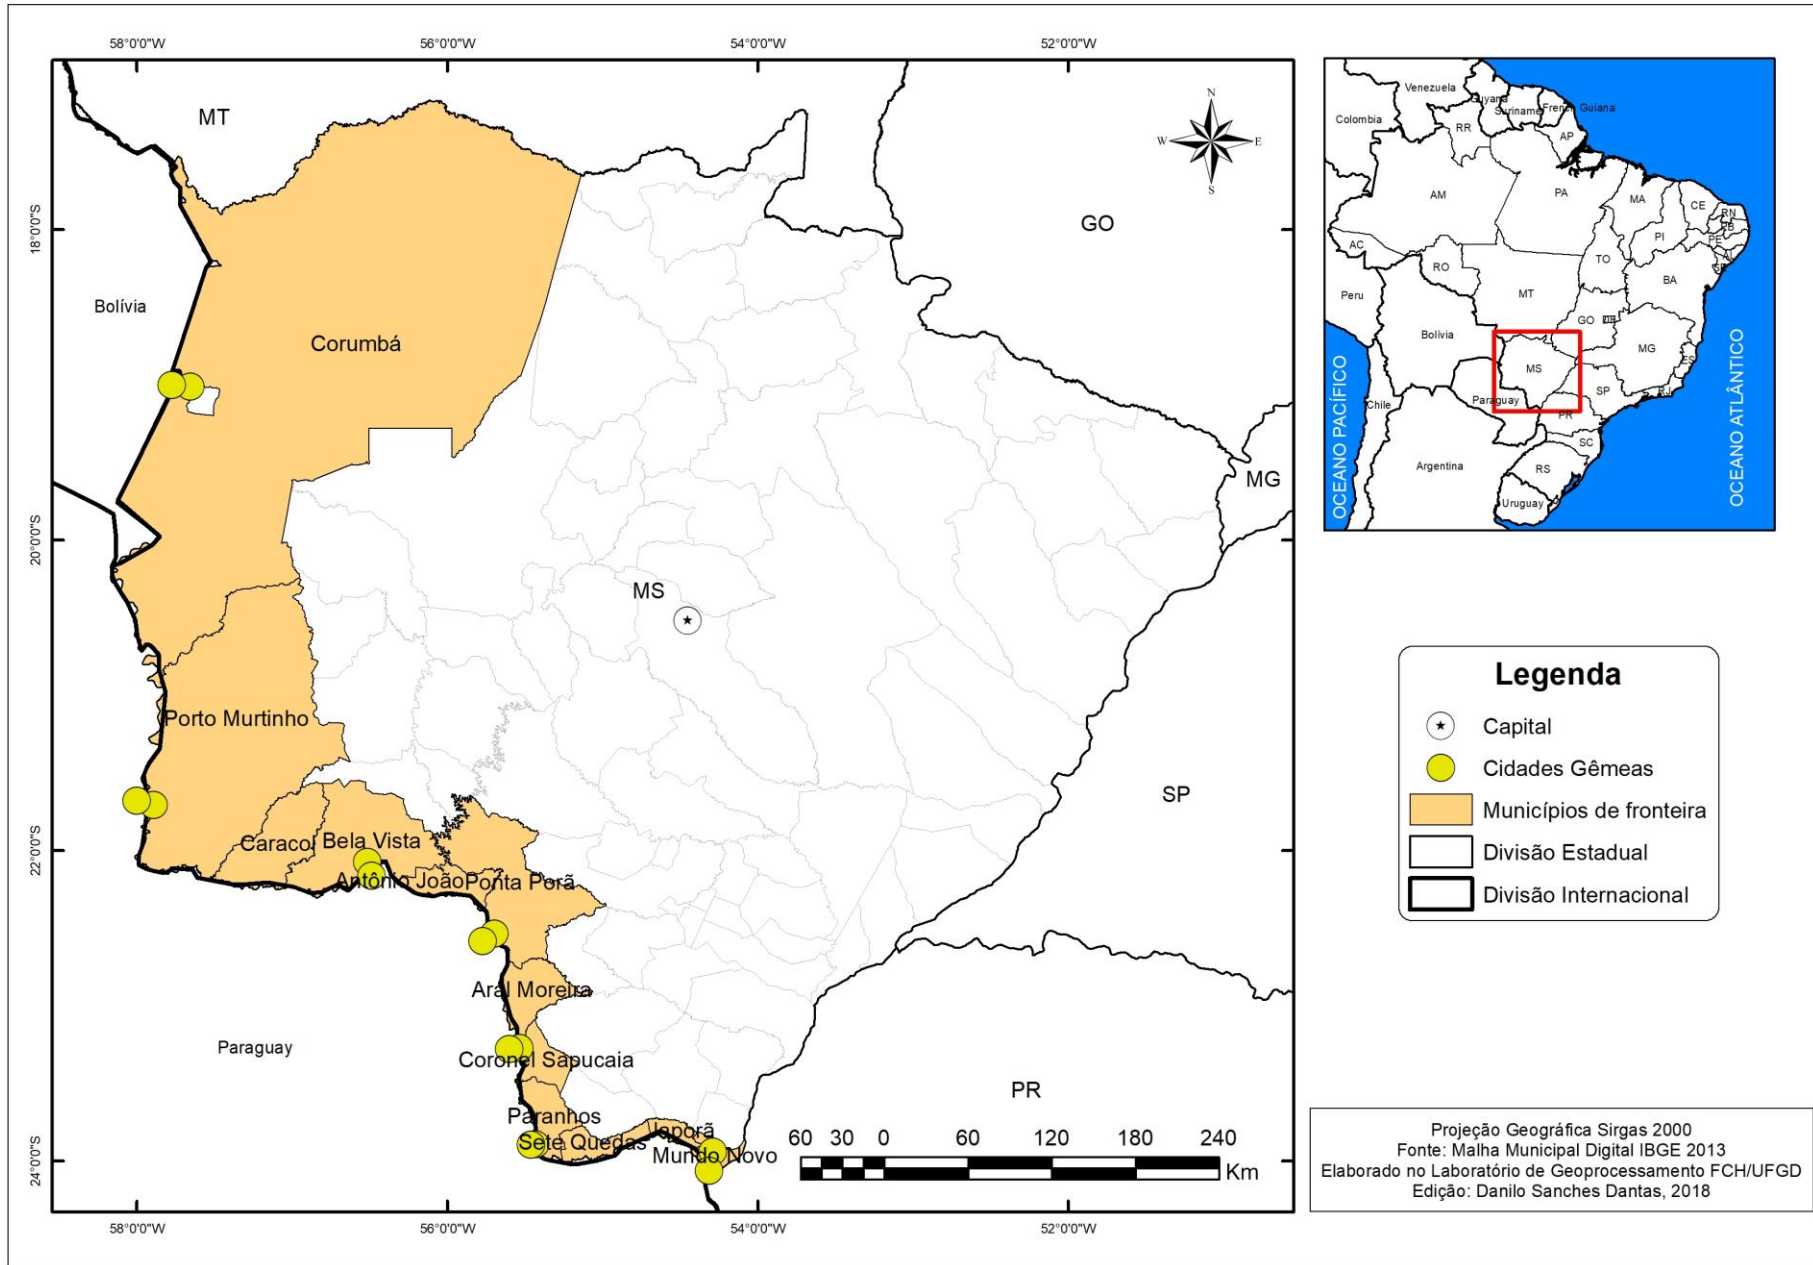 58°0'0"W
56°0'0"W
54°0'0"W
52°0'0"W
18°0'0"S
20°0'0"S
22°0'0"S
24°0'0"S
MT
GO
Bolívia
Corumbá
MG
MS
Porto Murtinho
SP
Caracol
Bela Vista
Antônio João
Ponta Porã
Aral Moreira
Paraguay
Coronel Sapucaia
PR
Paranhos
Japorã
Sete Quedas
Mundo Novo
60 30 0 60 120 180 240
Km
58°0'0"W
56°0'0"W
54°0'0"W
52°0'0"W
N
W
E
S
Venezuela
Guyana
Suriname
French Guiana
Colombia
RR
AP
AM
PA
MA
CE
RN
PB
PI
PE
AL
SE
AC
RO
TO
BA
Peru
MT
GO
DF
Bolívia
MG
ES
MS
SP
RJ
Chile
Paraguay
PR
SC
Argentina
RS
Uruguay
OCEANO PACÍFICO
OCEANO ATLÂNTICO
Legenda
Capital
Cidades Gêmeas
Municípios de fronteira
Divisão Estadual
Divisão Internacional
Projeção Geográfica Sirgas 2000
Fonte: Malha Municipal Digital IBGE 2013
Elaborado no Laboratório de Geoprocessamento FCH/UFGD
Edição: Danilo Sanches Dantas, 2018